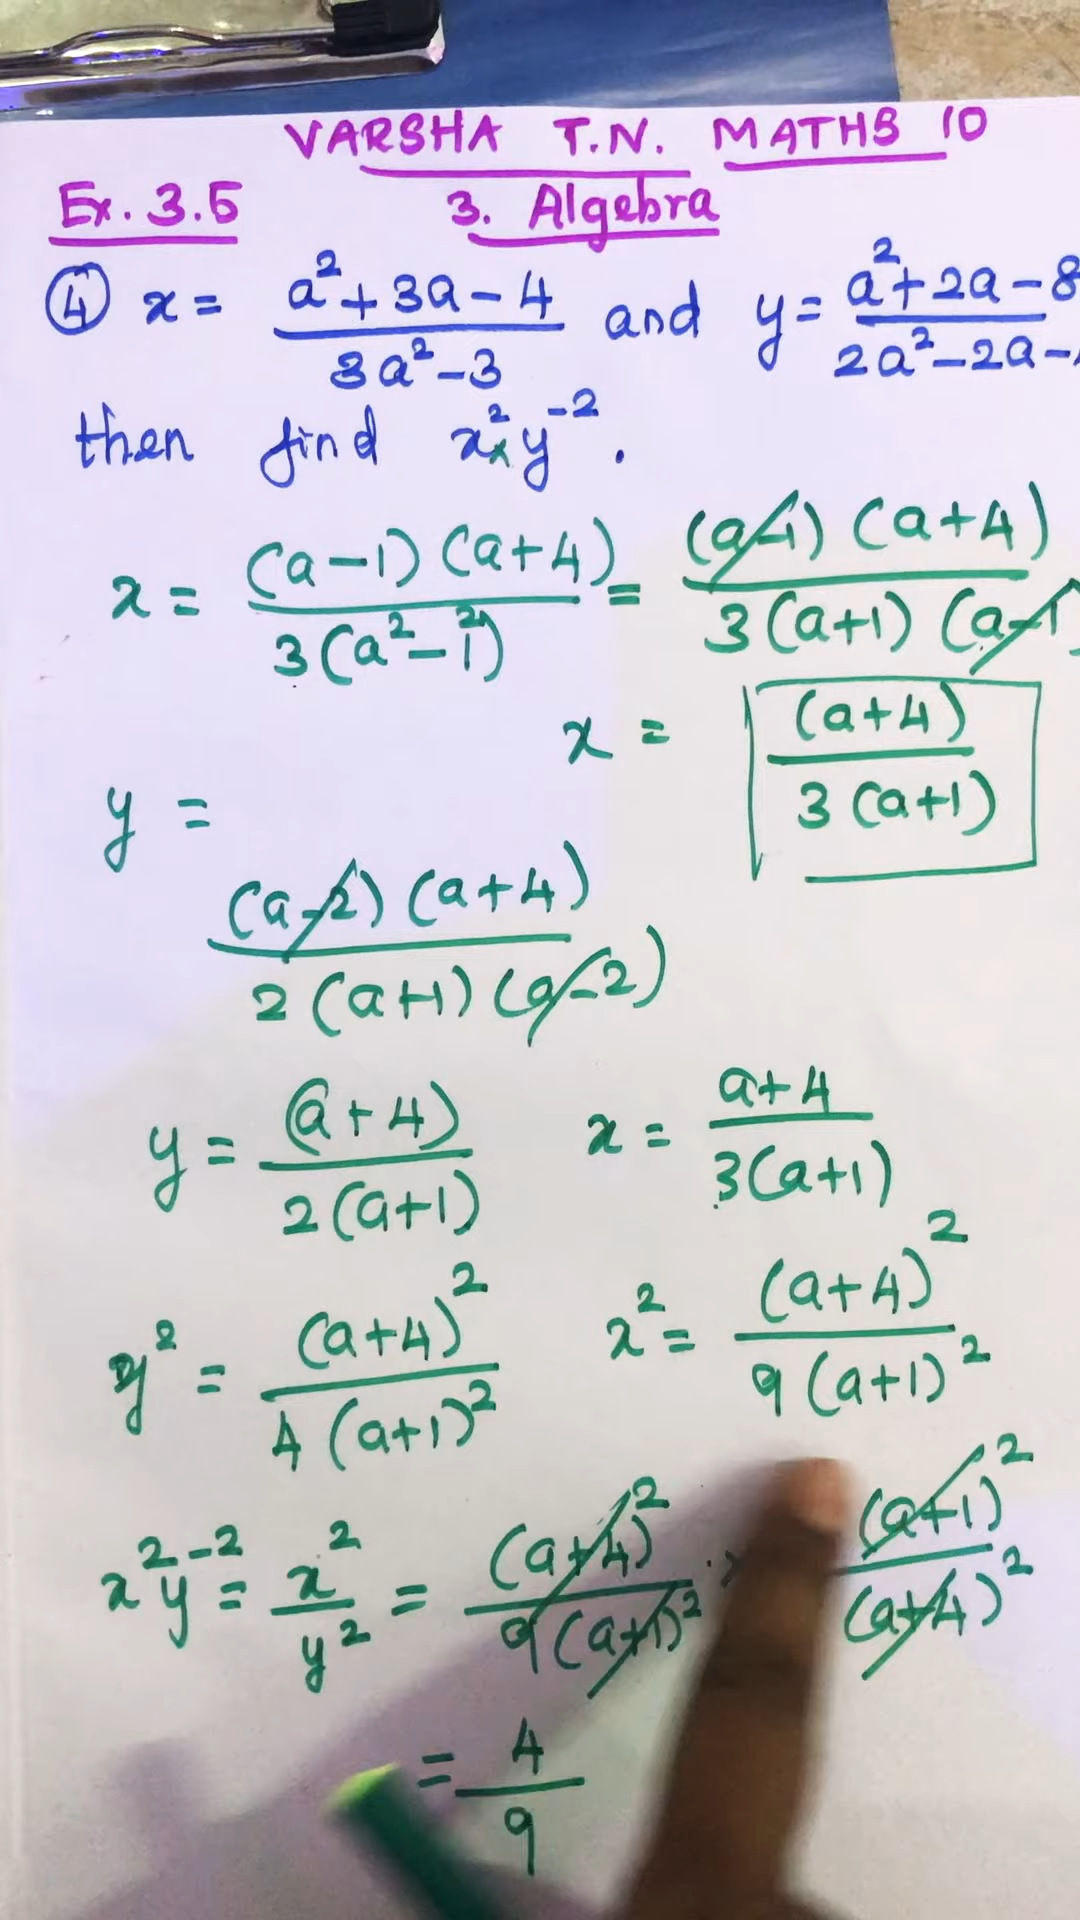 VARSHA T.N. MATHS 10
Ex. 3.5 3. Algebra
④ x = (a² + 3a - 4)/(3a² - 3) and y = (a² + 2a - 8)/(2a² - 2a -
then find x² × y⁻² .
x = (a-1)(a+4)/3(a² - 1²) = (a-1)(a+4)/3(a+1)(a-1)
x = (a+4)/3(a+1)
y =
(a-2)(a+4)/2(a+1)(a-2)
y = (a+4)/2(a+1) x = a+4/3(a+1)
y² = (a+4)²/4(a+1)² x² = (a+4)²/9(a+1)²
x²y⁻² = x²/y² = (a+4)²/9(a+1)² × (a+1)²/(a+4)²
= 4/9